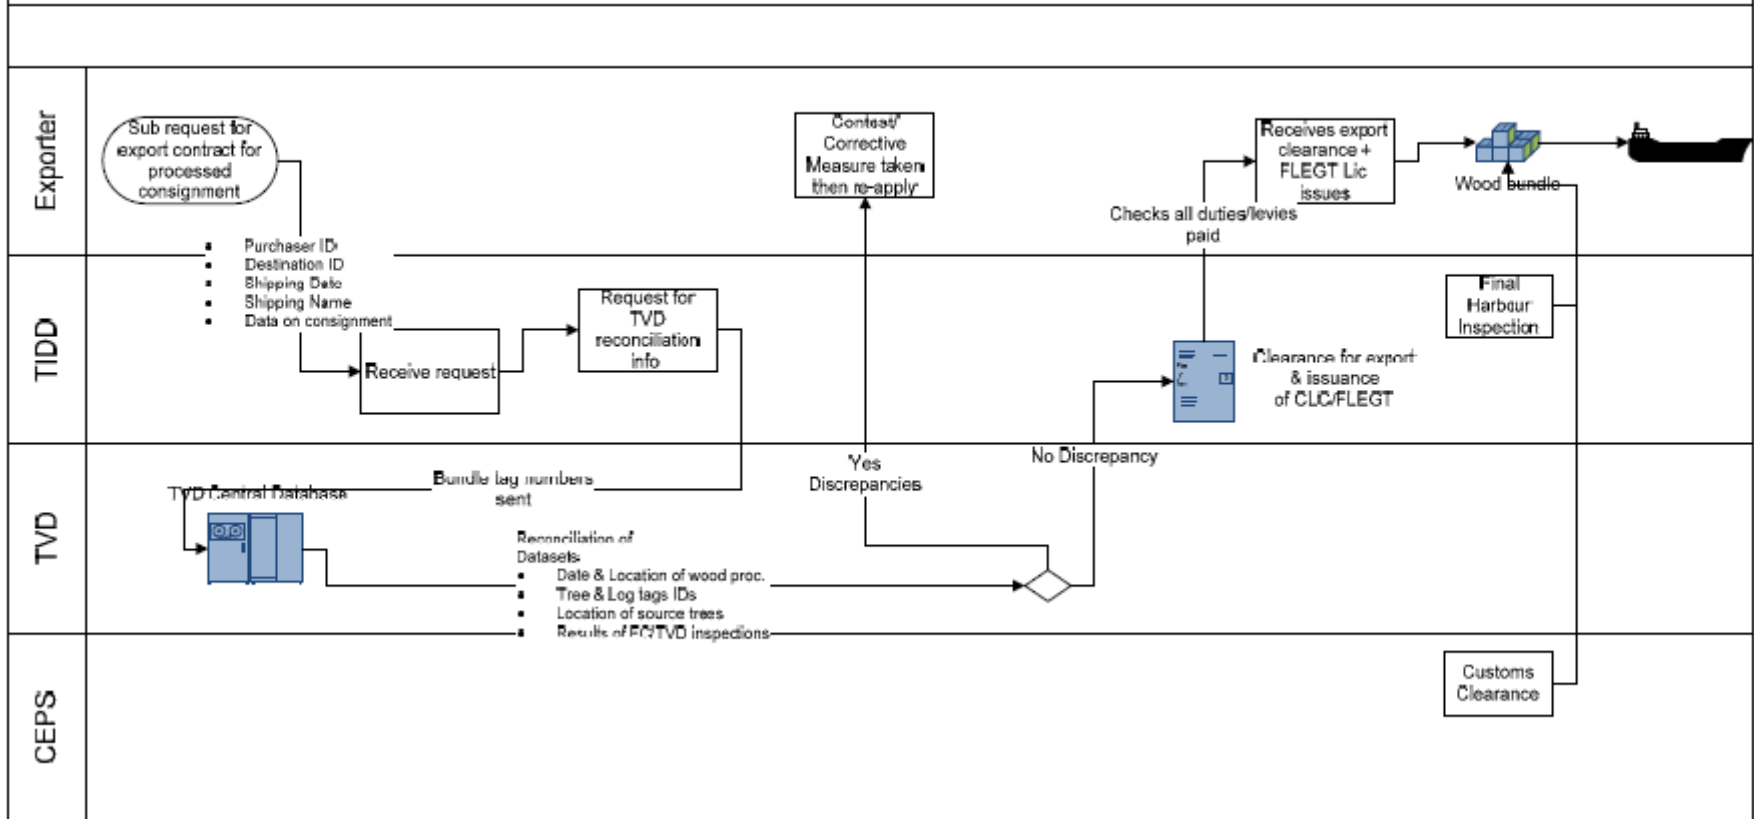 Exporter
Sub request for
export contract for
processed
consignment
Purchaser ID
Destination ID
Shipping Date
Shipping Name
Data on consignment
Contest/
Corrective
Measure taken
then re-apply
Receives export
clearance +
FLEGT Lic
issues
Wood bundle
Checks all duties/levies
paid
TIDD
Receive request
Request for
TVD
reconciliation
info
Clearance for export
& issuance
of CLC/FLEGT
Final
Harbour
Inspection
TVD
TVD Central Database
Bundle tag numbers
sent
Reconciliation of
Datasets
Date & Location of wood proc.
Tree & Log tags IDs
Location of source trees
Results of FC/TVD inspections
Yes
Discrepancies
No Discrepancy
CEPS
Customs
Clearance